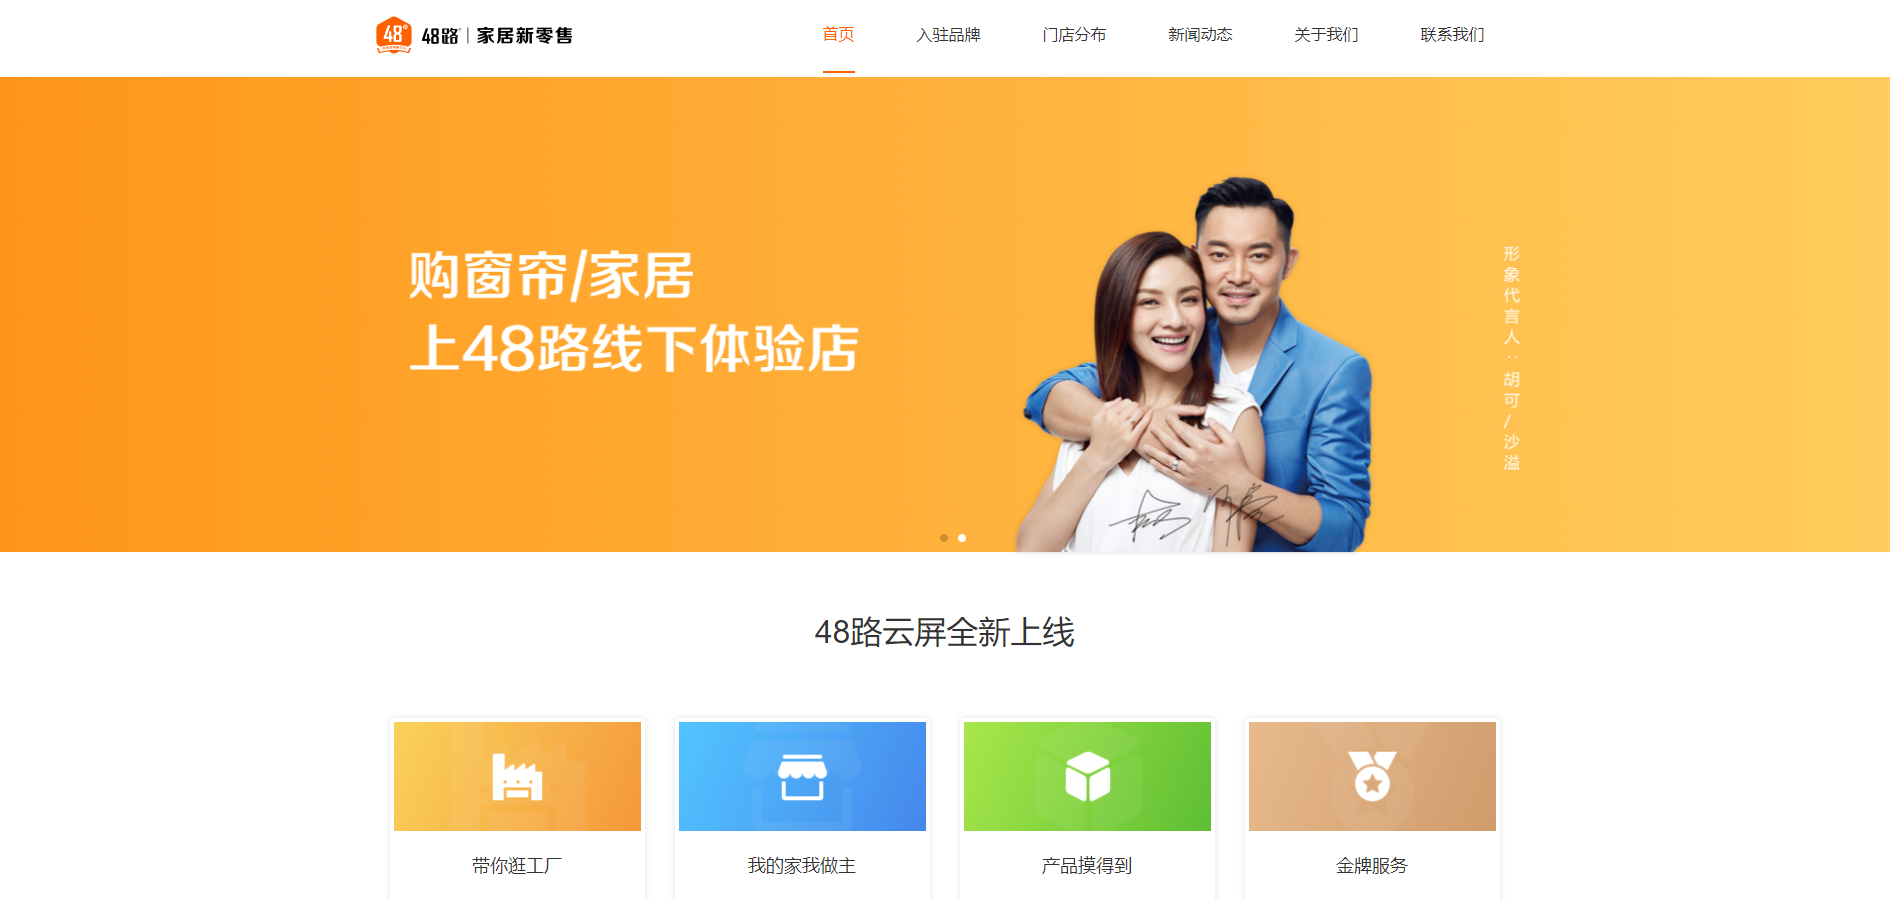 48 48路 | 家居新零售
首页 入驻品牌 门店分布 新闻动态 关于我们 联系我们
购窗帘/家居
上48路线下体验店
形象代言人：胡可/沙溢
48路云屏全新上线
带你逛工厂 我的家我做主 产品摸得到 金牌服务